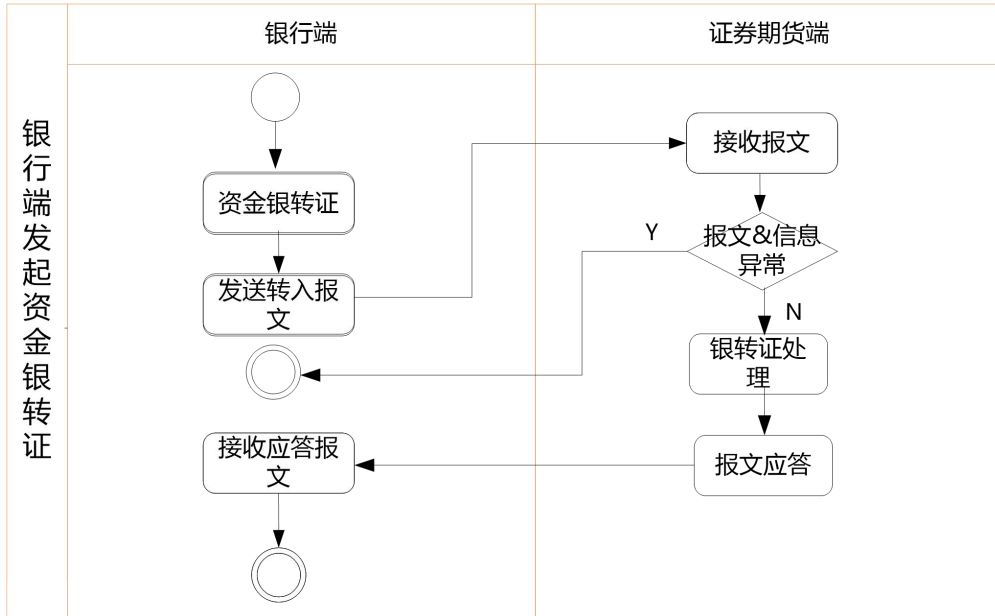 银行端
证券期货端
银行端发起资金银转证
资金银转证
发送转入报
文
接收报文
报文&信息
异常
Y
N
银转证处
理
接收应答报
文
报文应答